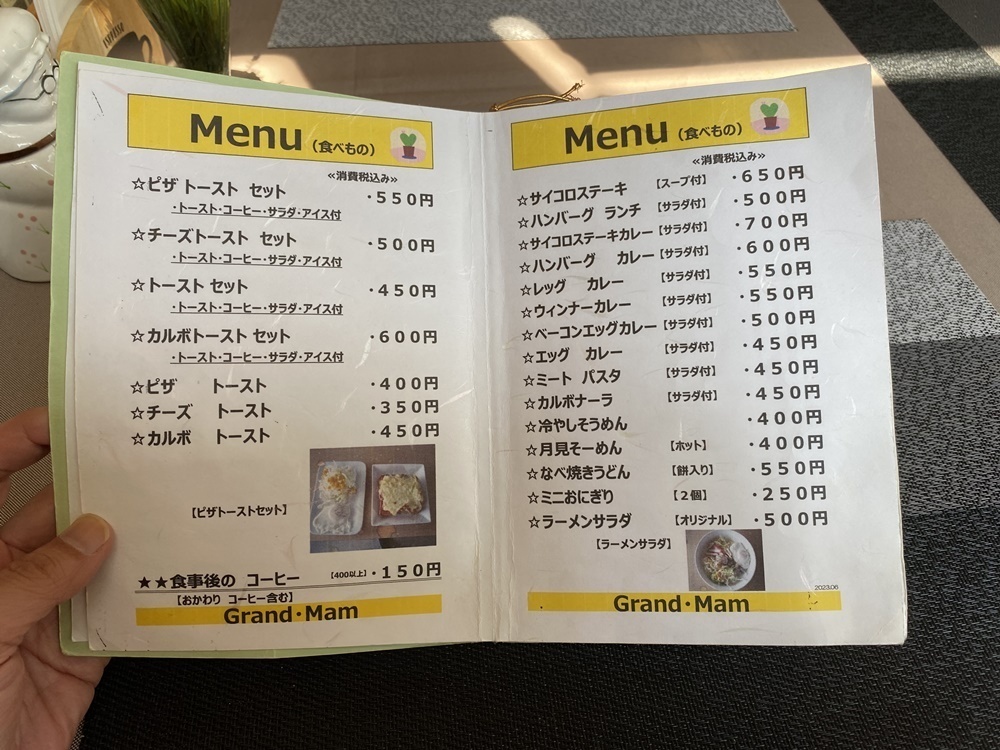 Menu（食べもの）
≪消費税込み≫
☆ピザ トースト セット ・５５０円
・トースト・コーヒー・サラダ・アイス付
☆チーズトースト セット ・５００円
・トースト・コーヒー・サラダ・アイス付
☆トースト セット ・４５０円
・トースト・コーヒー・サラダ・アイス付
☆カルボトースト セット ・６００円
・トースト・コーヒー・サラダ・アイス付
☆ピザ トースト ・４００円
☆チーズ トースト ・３５０円
☆カルボ トースト ・４５０円
【ピザトーストセット】
★★食事後の コーヒー 【400以上】・１５０円
【おかわり コーヒー含む】
Grand・Mam
Menu（食べもの）
≪消費税込み≫
☆サイコロステーキ 【スープ付】 ・６５０円
☆ハンバーグ ランチ 【サラダ付】 ・５００円
☆サイコロステーキカレー【サラダ付】 ・７００円
☆ハンバーグ カレー【サラダ付】 ・６００円
☆レッグ カレー 【サラダ付】 ・５５０円
☆ウィンナーカレー 【サラダ付】 ・５５０円
☆ベーコンエッグカレー【サラダ付】 ・５００円
☆エッグ カレー 【サラダ付】 ・４５０円
☆ミート パスタ 【サラダ付】 ・４５０円
☆カルボナーラ 【サラダ付】 ・４５０円
☆冷やしそうめん ・４００円
☆月見そーめん 【ホット】 ・４００円
☆なべ焼きうどん 【餅入り】 ・５５０円
☆ミニおにぎり 【２個】 ・２５０円
☆ラーメンサラダ 【オリジナル】 ・５００円
【ラーメンサラダ】
2023.06
Grand・Mam